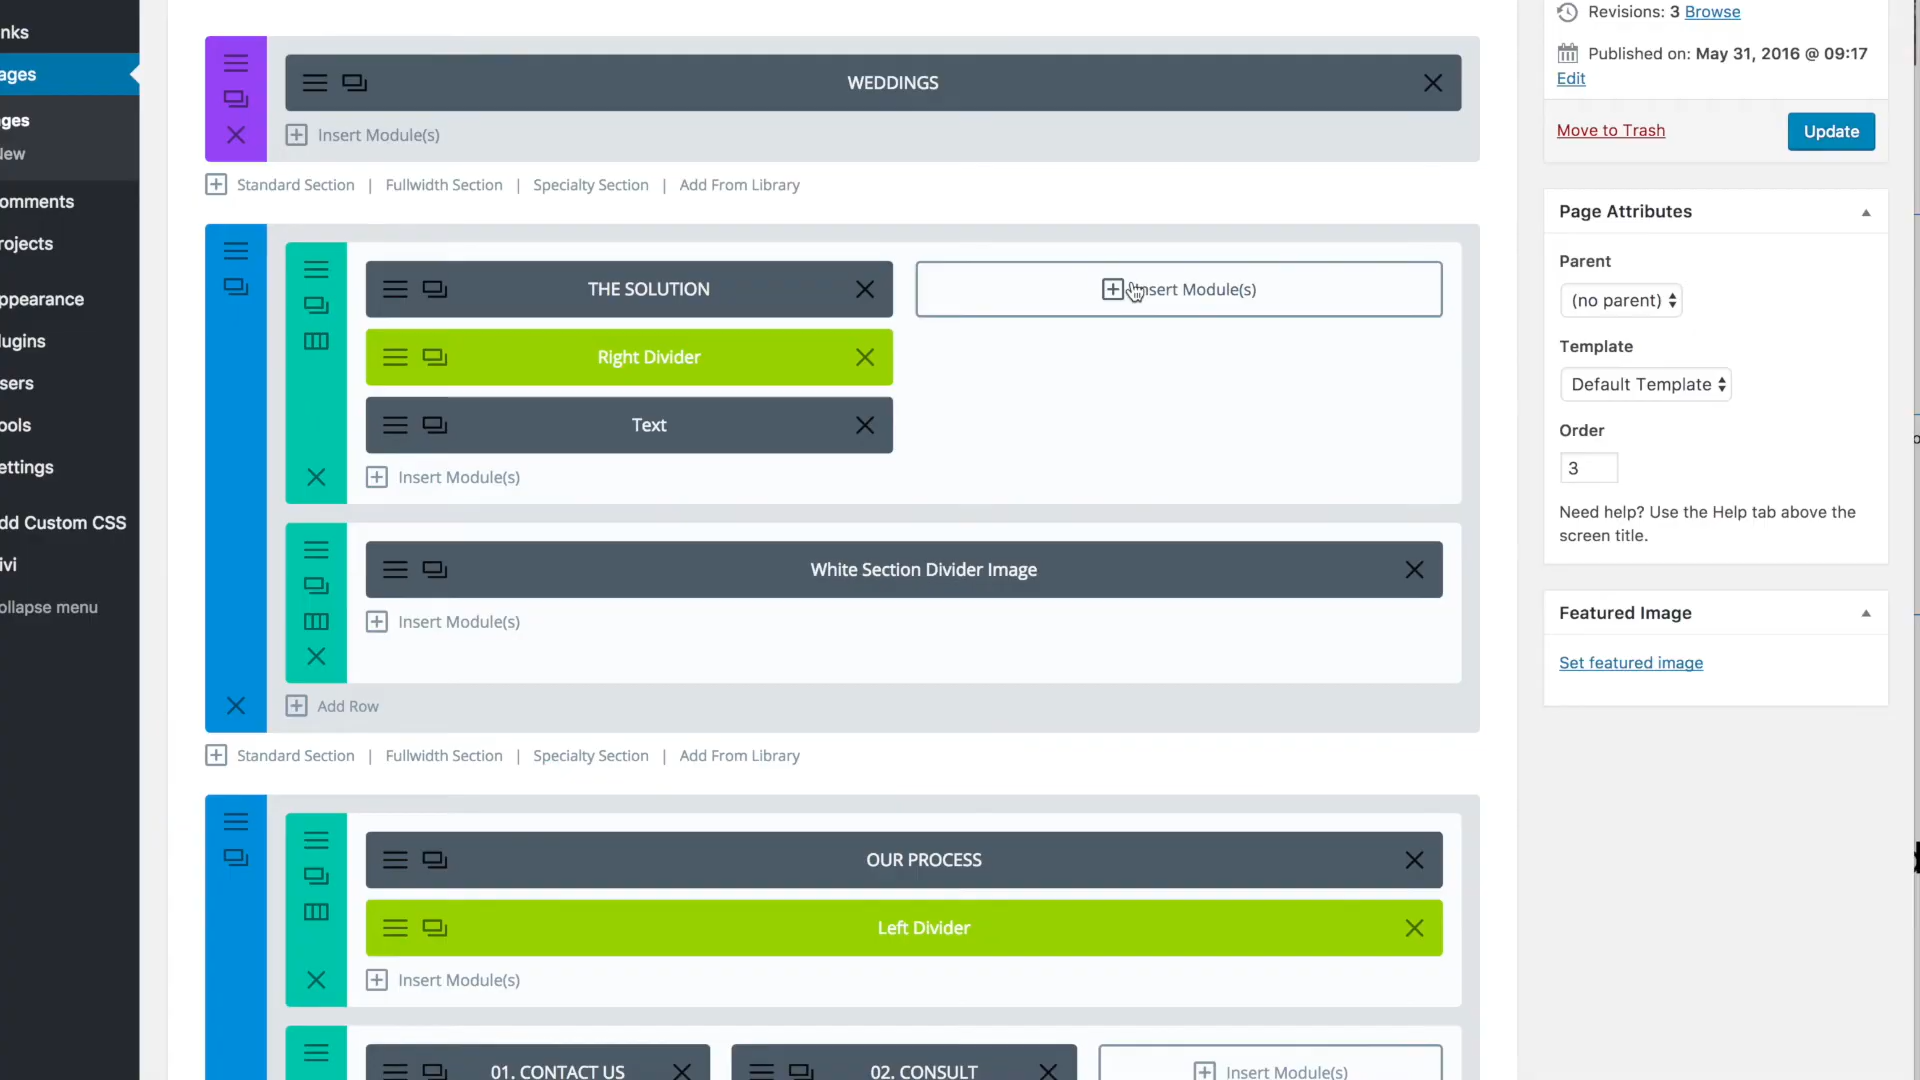 nks
Revisions: 3 Browse
Published on: May 31, 2016 @ 09:17
Edit
ages
WEDDINGS
Insert Module(s)
Move to Trash
Update
ges
New
Standard Section | Fullwidth Section | Specialty Section | Add From Library
omments
Page Attributes
rojects
Parent
THE SOLUTION
Insert Module(s)
(no parent)
ppearance
Template
lugins
Right Divider
sers
Default Template
ools
Text
Order
ettings
3
Insert Module(s)
dd Custom CSS
Need help? Use the Help tab above the
screen title.
ivi
White Section Divider Image
ollapse menu
Featured Image
Insert Module(s)
Set featured image
Add Row
Standard Section | Fullwidth Section | Specialty Section | Add From Library
OUR PROCESS
Left Divider
Insert Module(s)
01. CONTACT US
02. CONSULT
Insert Module(s)